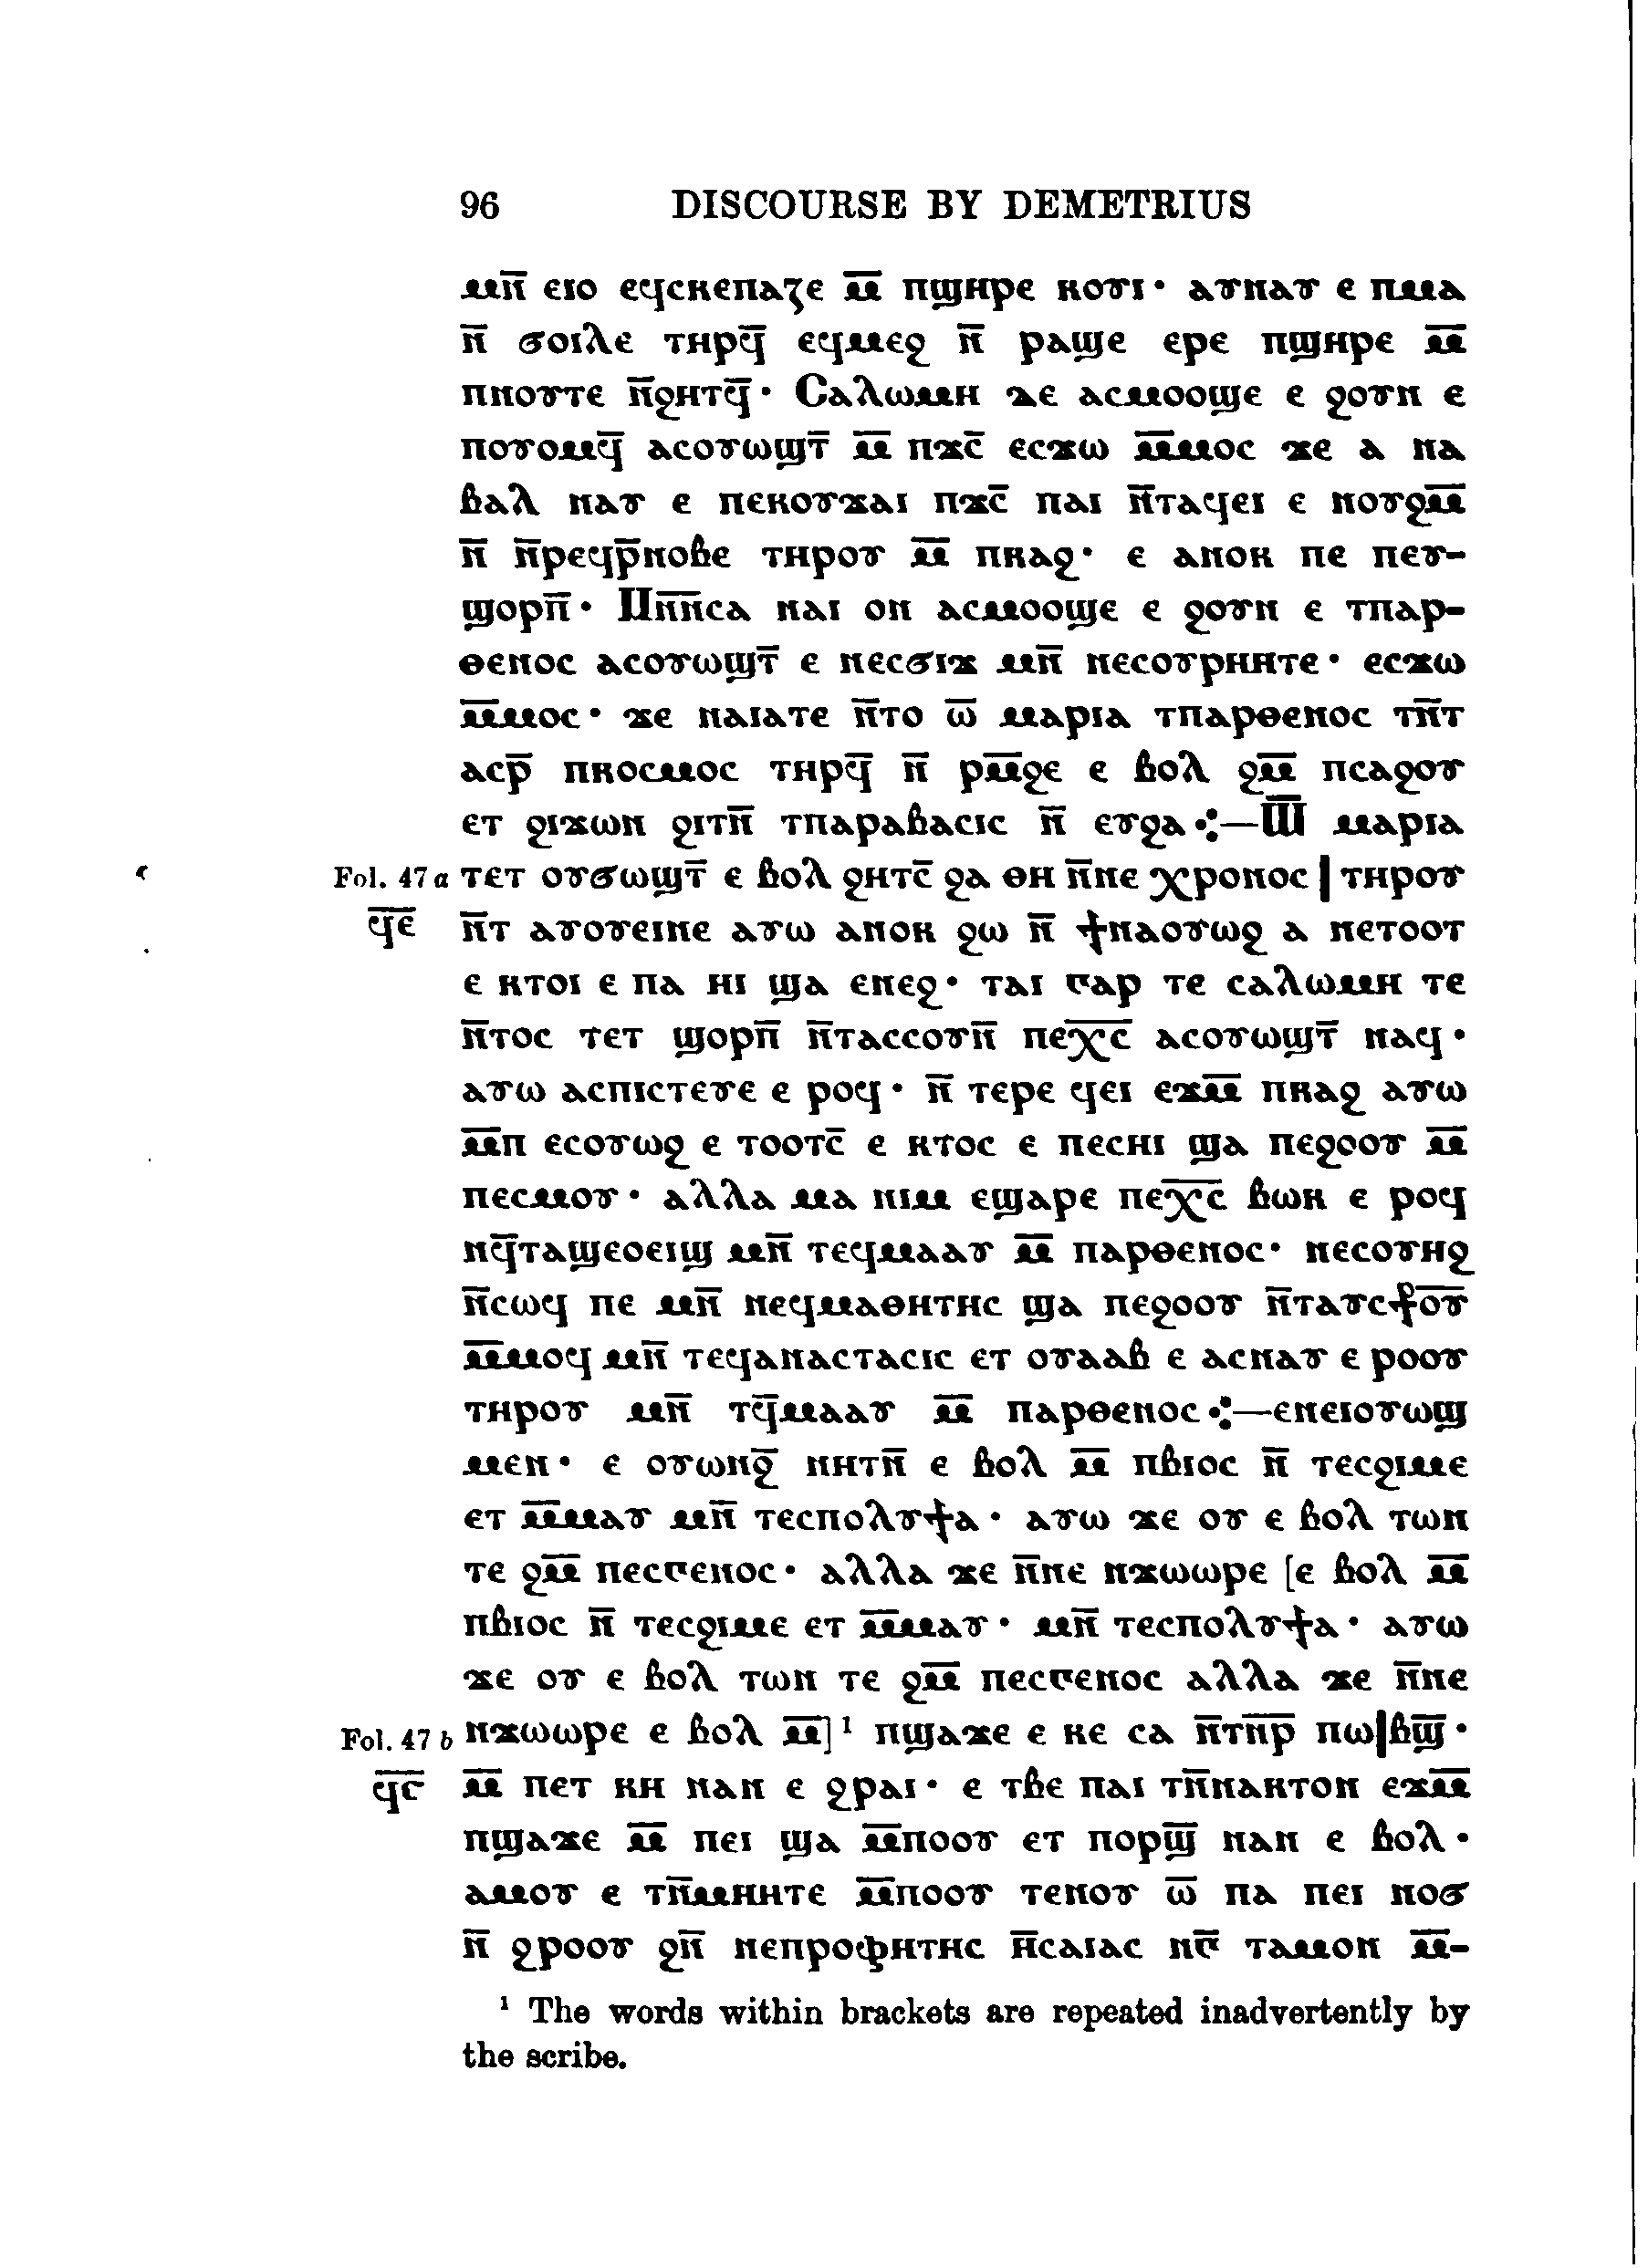 96 DISCOURSE BY DEMETRIUS
ⲙⲛ̅ ⲉⲓⲟ ⲉϥⲥⲕⲉⲡⲁⲍⲉ ⲙ̅ ⲡϣⲏⲣⲉ ⲕⲟⲩⲓ· ⲁⲩⲛⲁⲩ ⲉ ⲡⲙⲁ
ⲛ̅ ϭⲟⲓⲗⲉ ⲧⲏⲣϥ̅ ⲉϥⲙⲉϩ ⲛ̅ ⲣⲁϣⲉ ⲉⲣⲉ ⲡϣⲏⲣⲉ ⲙ̅
ⲡⲛⲟⲩⲧⲉ ⲛ̅ϩⲏⲧϥ̅· Ⲥⲁⲗⲱⲙⲏ ϫⲉ ⲁⲥⲙⲟⲟϣⲉ ⲉ ϩⲟⲩⲛ ⲉ
ⲡⲟⲩⲟⲙϥ̅ ⲁⲥⲟⲩⲱϣⲧ̅ ⲙ̅ ⲡϫⲥ̅ ⲉⲥϫⲱ ⲙ̅ⲙⲟⲥ ϫⲉ ⲁ ⲛⲁ
ⲃⲁⲗ ⲛⲁⲩ ⲉ ⲡⲉⲕⲟⲩϫⲁⲓ ⲡϫⲥ̅ ⲡⲁⲓ ⲛ̅ⲧⲁϥⲉⲓ ⲉ ⲛⲟⲩϩⲙ̅
ⲛ̅ ⲛ̅ⲣⲉϥⲣ̅ⲛⲟⲃⲉ ⲧⲏⲣⲟⲩ ⲙ̅ ⲡⲕⲁϩ· ⲉ ⲁⲛⲟⲕ ⲡⲉ ⲡⲉⲩ-
ϣⲟⲣⲡ̅· Ⲙⲛ̅ⲛ̅ⲥⲁ ⲛⲁⲓ ⲟⲛ ⲁⲥⲙⲟⲟϣⲉ ⲉ ϩⲟⲩⲛ ⲉ ⲧⲡⲁⲣ-
ⲑⲉⲛⲟⲥ ⲁⲥⲟⲩⲱϣⲧ̅ ⲉ ⲛⲉⲥϭⲓϫ ⲙⲛ̅ ⲛⲉⲥⲟⲩⲣⲏⲏⲧⲉ· ⲉⲥϫⲱ
ⲙ̅ⲙⲟⲥ· ϫⲉ ⲛⲁⲓⲁⲧⲉ ⲛ̅ⲧⲟ ⲱ̅ ⲙⲁⲣⲓⲁ ⲧⲡⲁⲣⲑⲉⲛⲟⲥ ⲧⲛ̅ⲧ
ⲁⲥⲣ̅ ⲡⲕⲟⲥⲙⲟⲥ ⲧⲏⲣϥ̅ ⲛ̅ ⲣⲙ̅ϩⲉ ⲉ ⲃⲟⲗ ϩⲙ̅ ⲡⲥⲁϩⲟⲩ
ⲉⲧ ϩⲓϫⲱⲛ ϩⲓⲧⲛ̅ ⲧⲡⲁⲣⲁⲃⲁⲥⲓⲥ ⲛ̅ ⲉⲩϩⲁ⁘—Ⲱ̅ ⲙⲁⲣⲓⲁ
Fol. 47 a ⲧⲉⲧ ⲟⲩϭⲱϣⲧ̅ ⲉ ⲃⲟⲗ ϩⲏⲧⲥ̅ ϩⲁ ⲑⲏ ⲛ̅ⲛⲉ ⲭⲣⲟⲛⲟⲥ | ⲧⲏⲣⲟⲩ
ϥ̅ⲉ̅ ⲛ̅ⲧ ⲁⲩⲟⲩⲉⲓⲛⲉ ⲁⲩⲱ ⲁⲛⲟⲕ ϩⲱ ⲛ̅ ϯⲛⲁⲟⲩⲱϩ ⲁ ⲛⲉⲧⲟⲟⲧ
ⲉ ⲕⲧⲟⲓ ⲉ ⲡⲁ ⲏⲓ ϣⲁ ⲉⲛⲉϩ· ⲧⲁⲓ ⲅⲁⲣ ⲧⲉ ⲥⲁⲗⲱⲙⲏ ⲧⲉ
ⲛ̅ⲧⲟⲥ ⲧⲉⲧ ϣⲟⲣⲡ̅ ⲛ̅ⲧⲁⲥⲥⲟⲩⲛ̅ ⲡⲉⲭ̅ⲥ̅ ⲁⲥⲟⲩⲱϣⲧ̅ ⲛⲁϥ·
ⲁⲩⲱ ⲁⲥⲡⲓⲥⲧⲉⲩⲉ ⲉ ⲣⲟϥ· ⲛ̅ ⲧⲉⲣⲉ ϥⲉⲓ ⲉϫⲙ̅ ⲡⲕⲁϩ ⲁⲩⲱ
ⲙ̅ⲡ ⲉⲥⲟⲩⲱϩ ⲉ ⲧⲟⲟⲧⲥ̅ ⲉ ⲕⲧⲟⲥ ⲉ ⲡⲉⲥⲏⲓ ϣⲁ ⲡⲉϩⲟⲟⲩ ⲙ̅
ⲡⲉⲥⲙⲟⲩ· ⲁⲗⲗⲁ ⲙⲁ ⲛⲓⲙ ⲉϣⲁⲣⲉ ⲡⲉⲭ̅ⲥ̅ ⲃⲱⲕ ⲉ ⲣⲟϥ
ⲛϥ̅ⲧⲁϣⲉⲟⲉⲓϣ ⲙⲛ̅ ⲧⲉϥⲙⲁⲁⲩ ⲙ̅ ⲡⲁⲣⲑⲉⲛⲟⲥ· ⲛⲉⲥⲟⲩⲏϩ
ⲛ̅ⲥⲱϥ ⲡⲉ ⲙⲛ̅ ⲛⲉϥⲙⲁⲑⲏⲧⲏⲥ ϣⲁ ⲡⲉϩⲟⲟⲩ ⲛ̅ⲧⲁⲩⲥ⳨ⲟ̅ⲩ̅
ⲙ̅ⲙⲟϥ ⲙⲛ̅ ⲧⲉϥⲁⲛⲁⲥⲧⲁⲥⲓⲥ ⲉⲧ ⲟⲩⲁⲁⲃ ⲉ ⲁⲥⲛⲁⲩ ⲉ ⲣⲟⲟⲩ
ⲧⲏⲣⲟⲩ ⲙⲛ̅ ⲧϥ̅ⲙⲁⲁⲩ ⲙ̅ ⲡⲁⲣⲑⲉⲛⲟⲥ⁘—ⲉⲛⲉⲓⲟⲩⲱϣ
ⲙⲉⲛ· ⲉ ⲟⲩⲱⲛϩ̅ ⲛⲏⲧⲛ̅ ⲉ ⲃⲟⲗ ⲙ̅ ⲡⲃⲓⲟⲥ ⲛ̅ ⲧⲉⲥϩⲓⲙⲉ
ⲉⲧ ⲙ̅ⲙⲁⲩ ⲙⲛ̅ ⲧⲉⲥⲡⲟⲗⲩϯⲁ· ⲁⲩⲱ ϫⲉ ⲟⲩ ⲉ ⲃⲟⲗ ⲧⲱⲛ
ⲧⲉ ϩⲙ̅ ⲡⲉⲥⲅⲉⲛⲟⲥ· ⲁⲗⲗⲁ ϫⲉ ⲛ̅ⲛⲉ ⲛϫⲱⲱⲣⲉ [ⲉ ⲃⲟⲗ ⲙ̅
ⲡⲃⲓⲟⲥ ⲛ̅ ⲧⲉⲥϩⲓⲙⲉ ⲉⲧ ⲙ̅ⲙⲁⲩ· ⲙⲛ̅ ⲧⲉⲥⲡⲟⲗⲩϯⲁ· ⲁⲩⲱ
ϫⲉ ⲟⲩ ⲉ ⲃⲟⲗ ⲧⲱⲛ ⲧⲉ ϩⲙ̅ ⲡⲉⲥⲅⲉⲛⲟⲥ ⲁⲗⲗⲁ ϫⲉ ⲛ̅ⲛⲉ
Fol. 47 b ⲛϫⲱⲱⲣⲉ ⲉ ⲃⲟⲗ ⲙ̅]¹ ⲡϣⲁϫⲉ ⲉ ⲕⲉ ⲥⲁ ⲛ̅ⲧⲛ̅ⲣ̅ ⲡⲱ|ⲃϣ̅·
ϥ̅ⲋ̅ ⲙ̅ ⲡⲉⲧ ⲕⲏ ⲛⲁⲛ ⲉ ϩⲣⲁⲓ· ⲉ ⲧⲃⲉ ⲡⲁⲓ ⲧⲛ̅ⲛⲁⲕⲧⲟⲛ ⲉϫⲙ̅
ⲡϣⲁϫⲉ ⲙ̅ ⲡⲉⲓ ϣⲁ ⲙ̅ⲡⲟⲟⲩ ⲉⲧ ⲡⲟⲣϣ̅ ⲛⲁⲛ ⲉ ⲃⲟⲗ·
ⲁⲙⲟⲩ ⲉ ⲧⲛ̅ⲙⲏⲏⲧⲉ ⲙ̅ⲡⲟⲟⲩ ⲧⲉⲛⲟⲩ ⲱ̅ ⲡⲁ ⲡⲉⲓ ⲛⲟϭ
ⲛ̅ ϩⲣⲟⲟⲩ ϩⲛ̅ ⲛⲉⲡⲣⲟⲫⲏⲧⲏⲥ ⲏ̅ⲥⲁⲓⲁⲥ ⲛⲅ̅ ⲧⲁⲙⲟⲛ ⲙ̅-
¹ The words within brackets are repeated inadvertently by
the scribe.